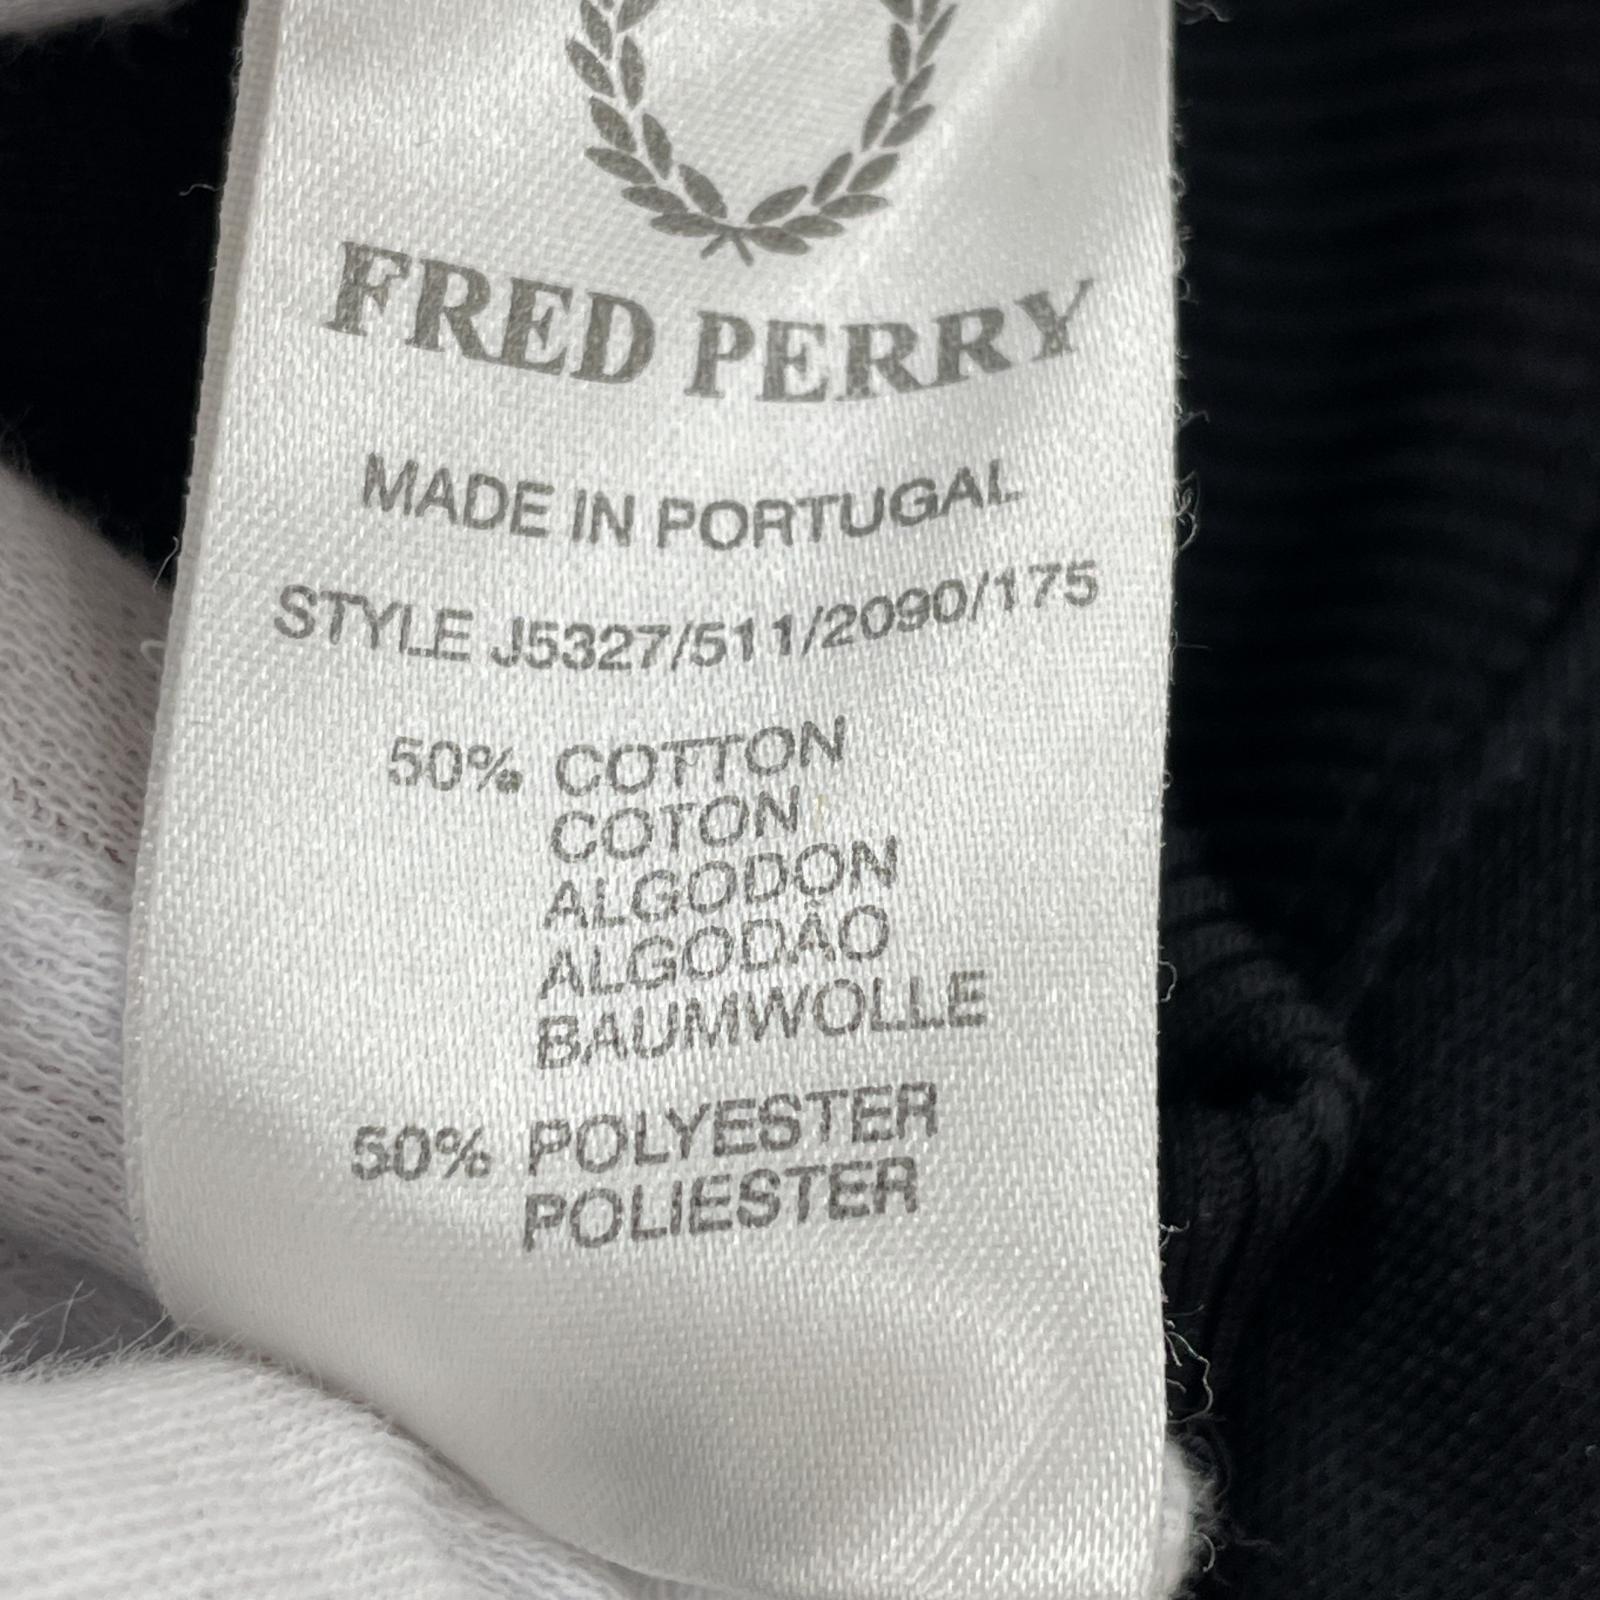 FRED PERRY
MADE IN PORTUGAL
STYLE J5327/511/2090/175
50% COTTON
COTON
ALGODON
ALGODÃO
BAUMWOLLE
50% POLYESTER
POLIESTER